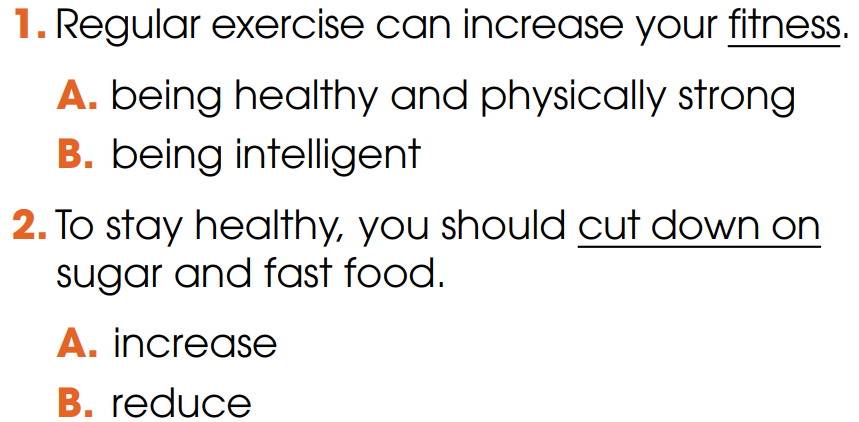 1. Regular exercise can increase your fitness.
A. being healthy and physically strong
B. being intelligent
2. To stay healthy, you should cut down on
sugar and fast food.
A. increase
B. reduce